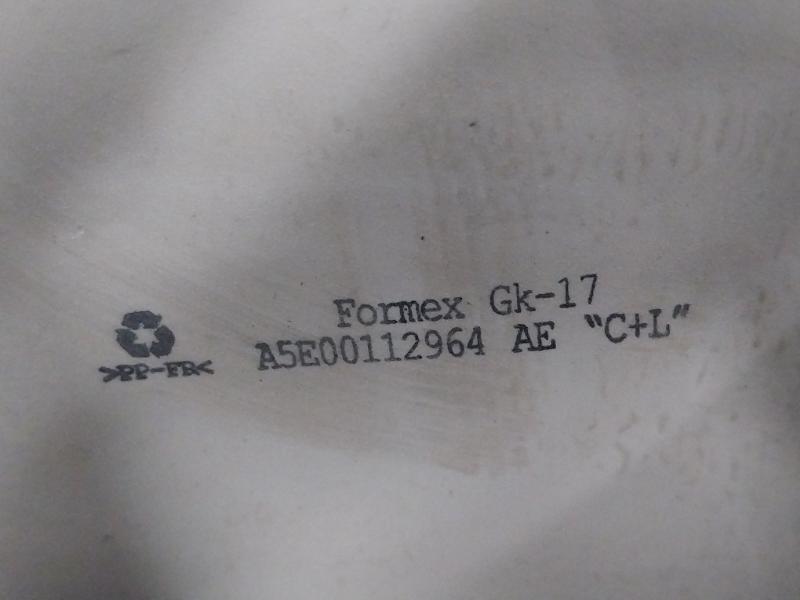 Formex Gk-17
A5E00112964 AE “C+L”
>PP-FR<